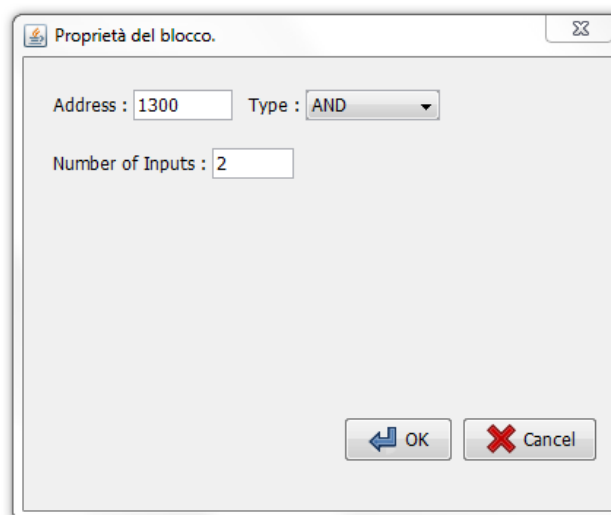 Proprietà del blocco.
Address : 1300 Type : AND
Number of Inputs : 2
OK Cancel